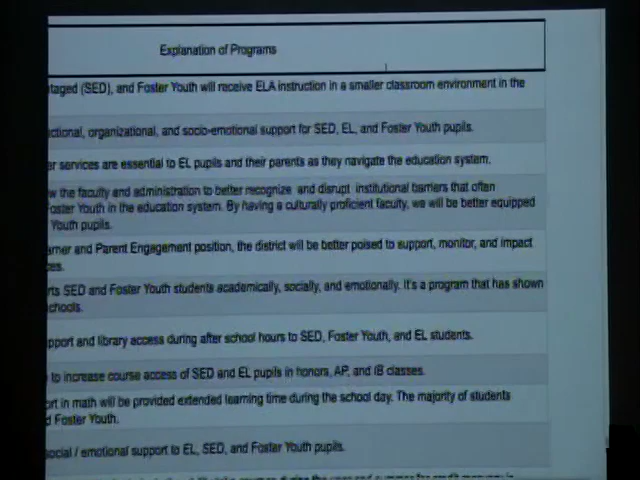 Explanation of Programs
taged (SED), and Foster Youth will receive ELA instruction in a smaller classroom environment in the
ctional, organizational, and socio-emotional support for SED, EL, and Foster Youth pupils.
er services are essential to EL pupils and their parents as they navigate the education system.
w the faculty and administration to better recognize and disrupt institutional barriers that often
oster Youth in the education system. By having a culturally proficient faculty, we will be better equipped
Youth pupils.
arner and Parent Engagement position, the district will be better poised to support, monitor, and impact
es.
rts SED and Foster Youth students academically, socially, and emotionally. It's a program that has shown
chools.
pport and library access during after school hours to SED, Foster Youth, and EL students.
to increase course access of SED and EL pupils in honors, AP, and IB classes.
ort in math will be provided extended learning time during the school day. The majority of students
d Foster Youth.
ocial / emotional support to EL, SED, and Foster Youth pupils.